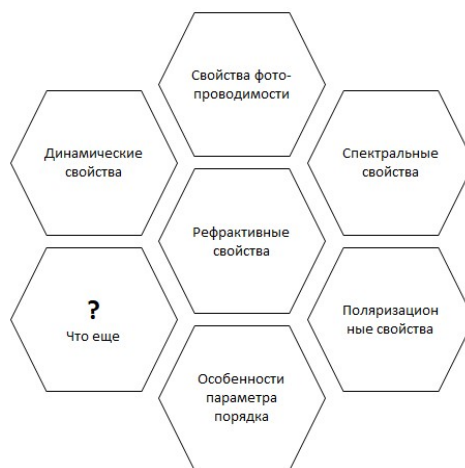 Свойства фото-
проводимости
Динамические
свойства
Спектральные
свойства
Рефрактивные
свойства
?
Что еще
Поляризацион
ные свойства
Особенности
параметра
порядка